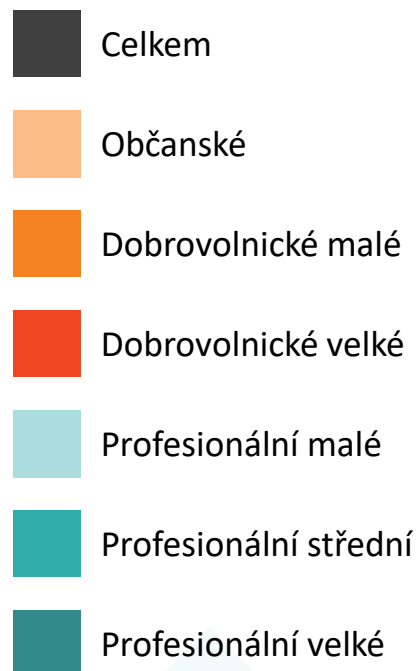 Celkem
Občanské
Dobrovolnické malé
Dobrovolnické velké
Profesionální malé
Profesionální střední
Profesionální velké